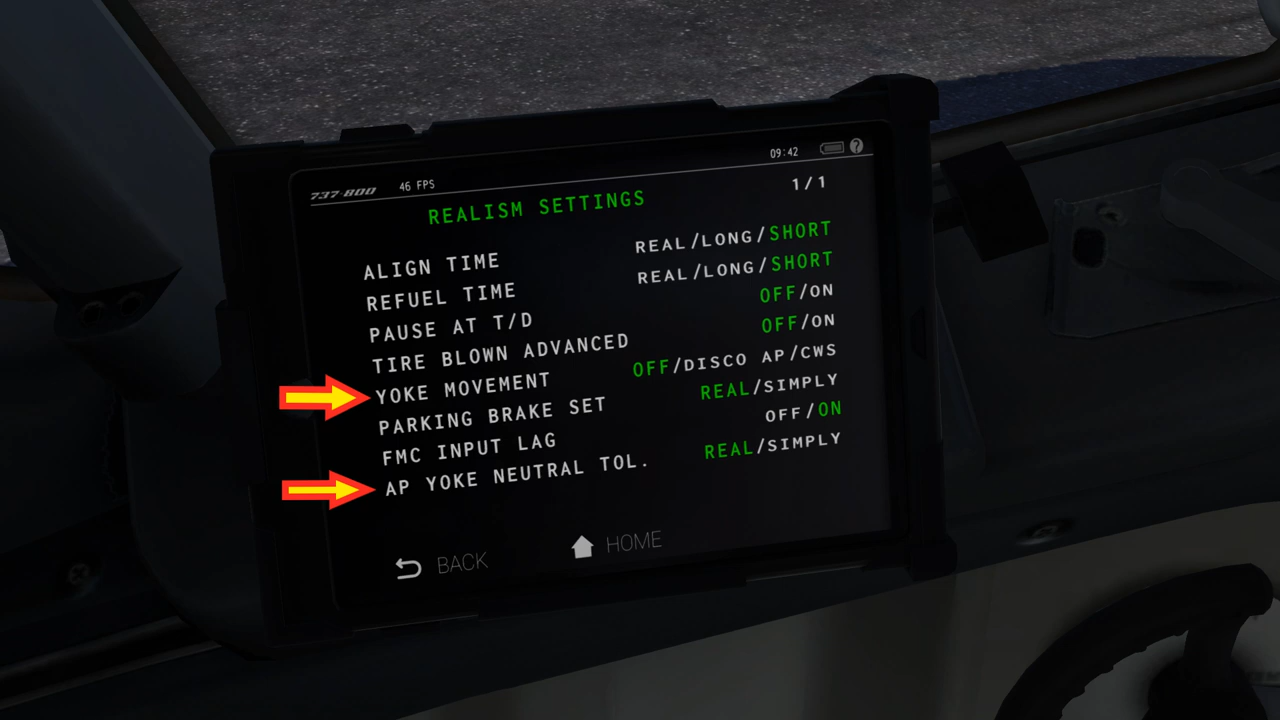 737-800 46 FPS 09:42 ?
1/1
REALISM SETTINGS
ALIGN TIME REAL/LONG/SHORT
REFUEL TIME REAL/LONG/SHORT
PAUSE AT T/D OFF/ON
TIRE BLOWN ADVANCED OFF/ON
YOKE MOVEMENT OFF/DISCO AP/CWS
PARKING BRAKE SET REAL/SIMPLY
FMC INPUT LAG OFF/ON
AP YOKE NEUTRAL TOL. REAL/SIMPLY
BACK HOME